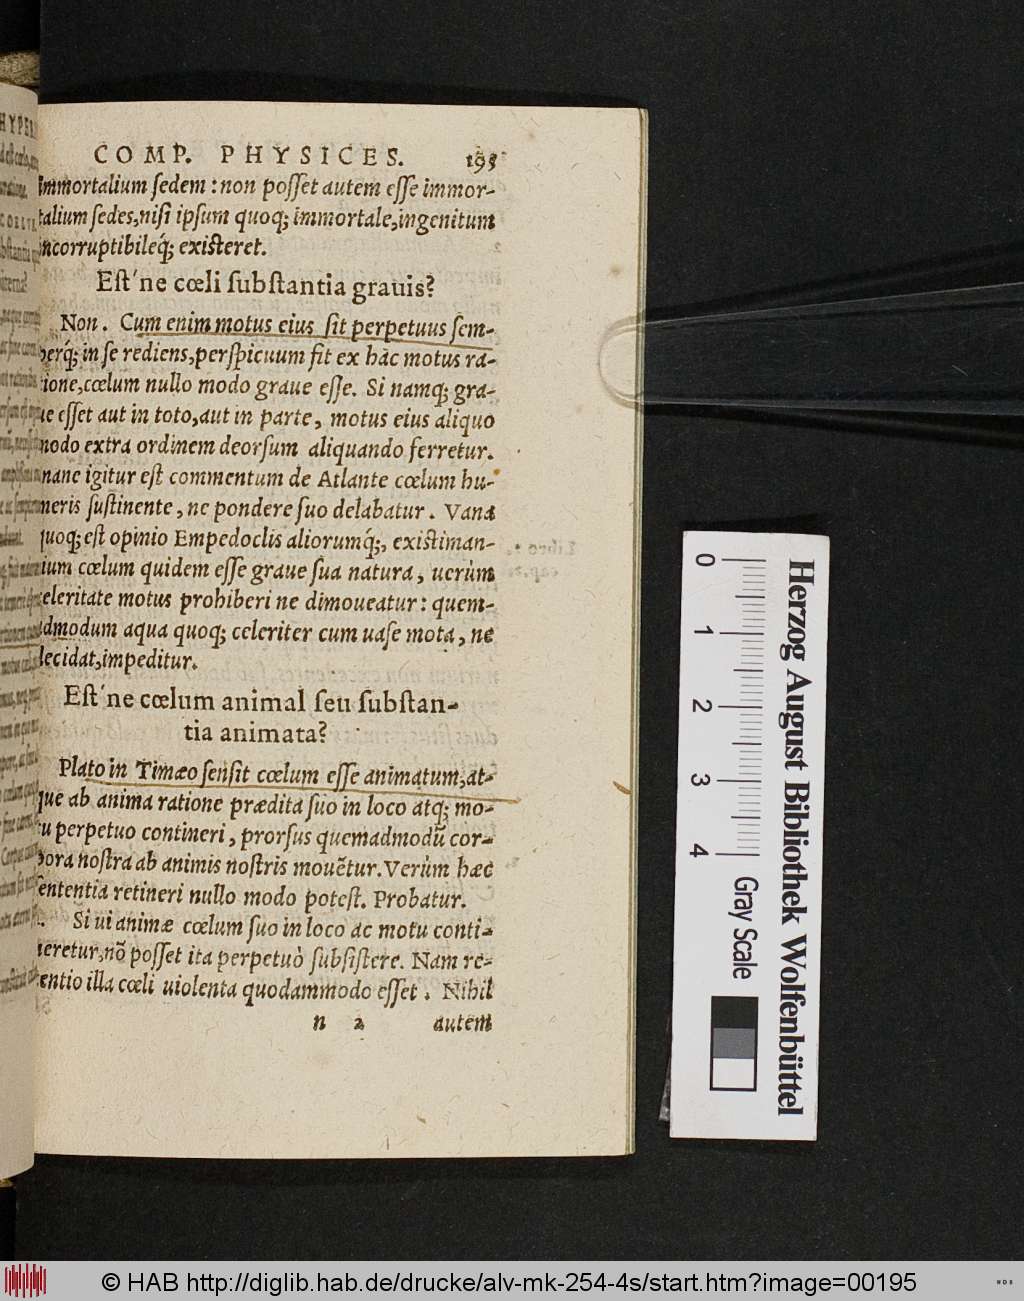 COMP. PHYSICES. 195
Immortalium ſedem : non poſſet autem eſſe immor-
talium ſedes, niſi ipſum quoq; immortale, ingenitum
incorruptibileq́; exiſteret.
Eſt'ne cœli ſubſtantia grauis?
Non. Cum enim motus eius ſit perpetuus ſem-
perq́; in ſe rediens, perſpicuum fit ex hac motus ra-
tione, cœlum nullo modo graue eſſe. Si namq; gra-
ue eſſet aut in toto, aut in parte, motus eius aliquo
modo extra ordinem deorſum aliquando ferretur.
nane igitur eſt commentum de Atlante cœlum hu-
meris ſuſtinente, ne pondere ſuo delabatur. Vana
quoq; eſt opinio Empedoclis aliorumq́;, exiſtiman-
tium cœlum quidem eſſe graue ſua natura, uerùm
celeritate motus prohiberi ne dimoueatur: quem-
admodum aqua quoq; celeriter cum uaſe mota, ne
decidat, impeditur.
Eſt'ne cœlum animal ſeu ſubſtan-
tia animata?
Plato in Timæo ſenſit cœlum eſſe animatum, at-
que ab anima ratione prædita ſuo in loco atq; mo-
tu perpetuo contineri, prorſus quemadmodũ cor-
pora noſtra ab animis noſtris mouẽtur. Verùm hæc
ſententia retineri nullo modo poteſt. Probatur.
Si ui animæ cœlum ſuo in loco ac motu conti-
neretur, nõ poſſet ita perpetuò ſubſiſtere. Nam re-
tentio illa cœli uiolenta quodammodo eſſet. Nihil
n 2 autem
0 1 2 3 4
Gray Scale
Herzog August Bibliothek Wolfenbüttel
© HAB http://diglib.hab.de/drucke/alv-mk-254-4s/start.htm?image=00195